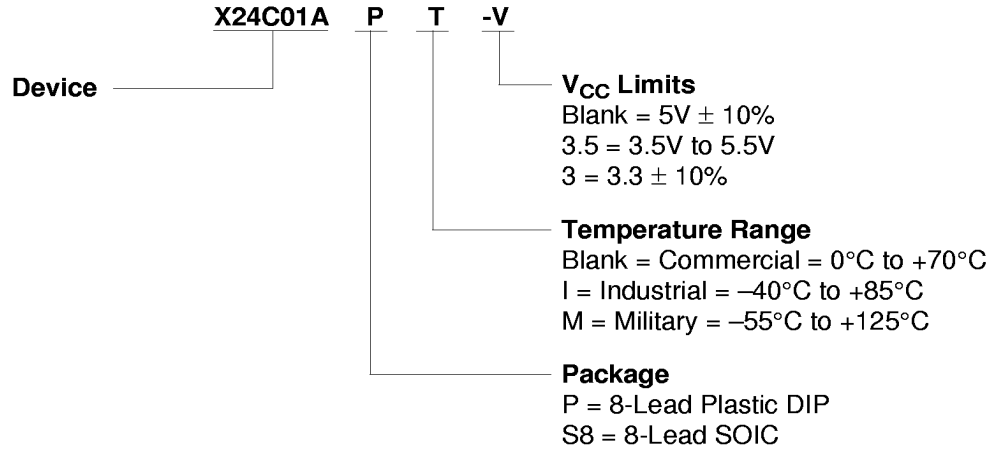 X24C01A P T -V
Device
VCC Limits
Blank = 5V ± 10%
3.5 = 3.5V to 5.5V
3 = 3.3 ± 10%
Temperature Range
Blank = Commercial = 0°C to +70°C
I = Industrial = –40°C to +85°C
M = Military = –55°C to +125°C
Package
P = 8-Lead Plastic DIP
S8 = 8-Lead SOIC